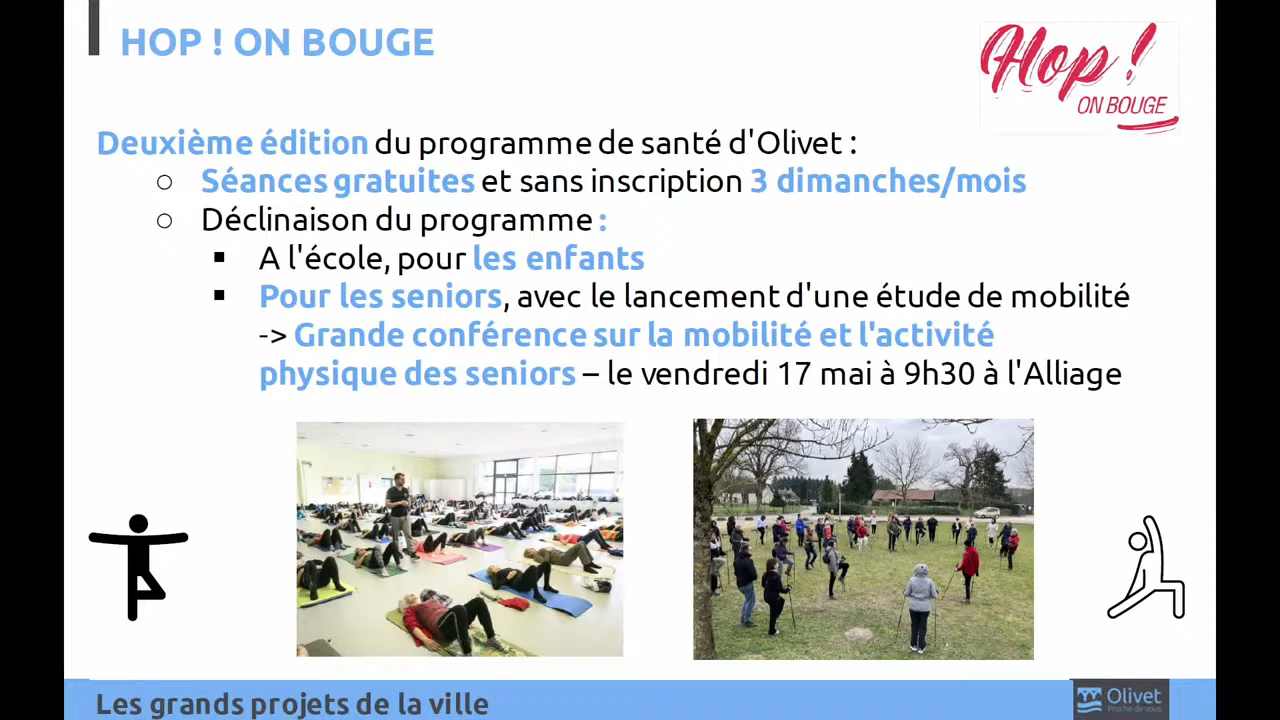 HOP ! ON BOUGE
Hop !
ON BOUGE
Deuxième édition du programme de santé d'Olivet :
○ Séances gratuites et sans inscription 3 dimanches/mois
○ Déclinaison du programme :
▪ A l'école, pour les enfants
▪ Pour les seniors, avec le lancement d'une étude de mobilité
-> Grande conférence sur la mobilité et l'activité
physique des seniors – le vendredi 17 mai à 9h30 à l'Alliage
Les grands projets de la ville
Olivet
Proche de vous